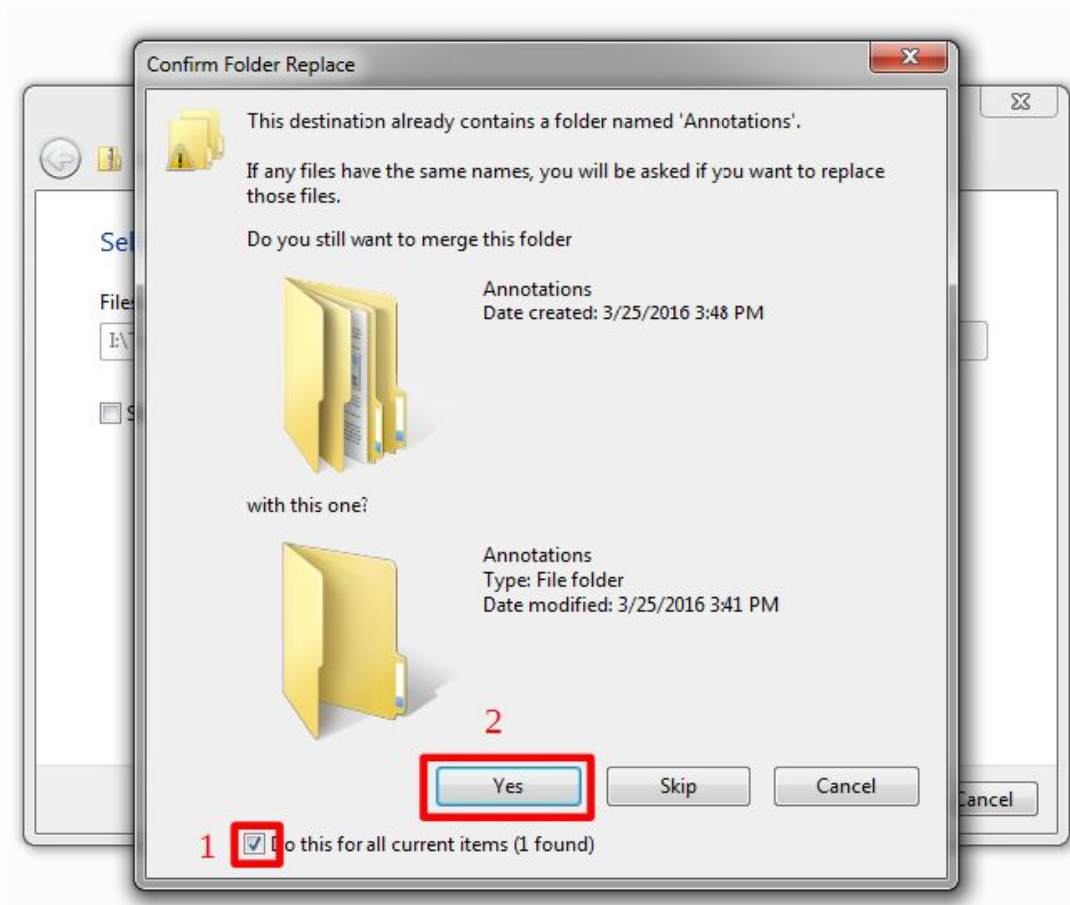 Confirm Folder Replace
This destination already contains a folder named 'Annotations'.
If any files have the same names, you will be asked if you want to replace
those files.
Do you still want to merge this folder
Annotations
Date created: 3/25/2016 3:48 PM
with this one?
Annotations
Type: File folder
Date modified: 3/25/2016 3:41 PM
2
Yes Skip Cancel
1 Do this for all current items (1 found)
Sel
Files
I:\
S
Cancel